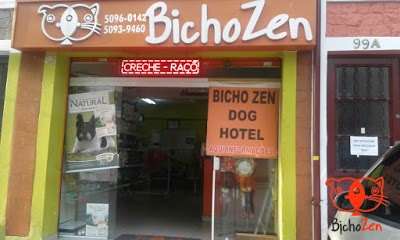 5096-0142
5093-9460
BichoZen
CRECHE - RAÇÕ
99A
NATURAL
BICHO ZEN
DOG
HOTEL
BichoZen